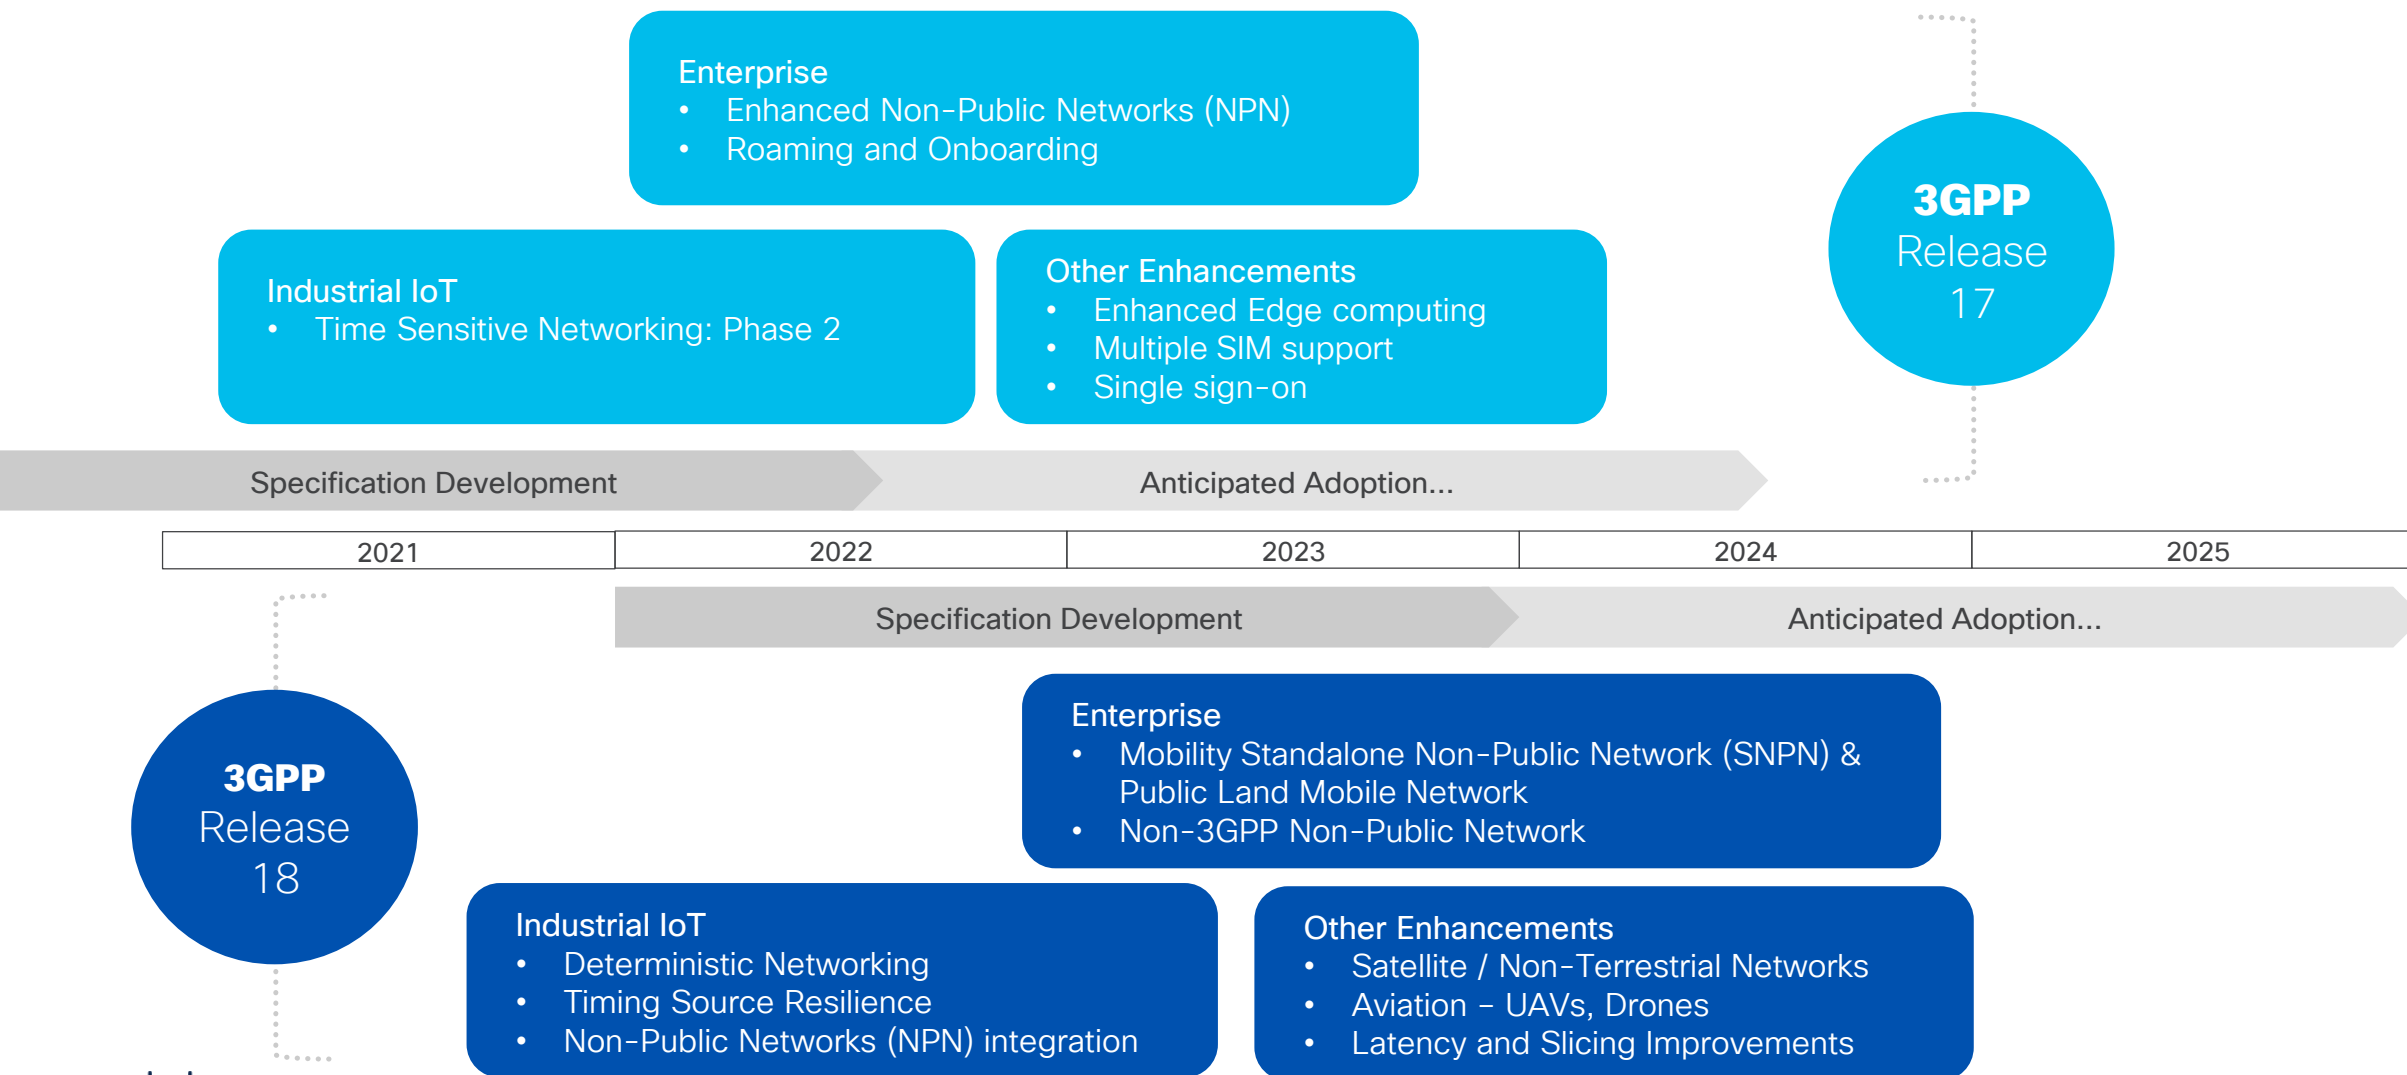 Enterprise
• Enhanced Non-Public Networks (NPN)
• Roaming and Onboarding
3GPP
Release
17
Industrial IoT
• Time Sensitive Networking: Phase 2
Other Enhancements
• Enhanced Edge computing
• Multiple SIM support
• Single sign-on
Specification Development
Anticipated Adoption...
2021
2022
2023
2024
2025
Specification Development
Anticipated Adoption...
3GPP
Release
18
Enterprise
• Mobility Standalone Non-Public Network (SNPN) &
Public Land Mobile Network
• Non-3GPP Non-Public Network
Industrial IoT
• Deterministic Networking
• Timing Source Resilience
• Non-Public Networks (NPN) integration
Other Enhancements
• Satellite / Non-Terrestrial Networks
• Aviation – UAVs, Drones
• Latency and Slicing Improvements